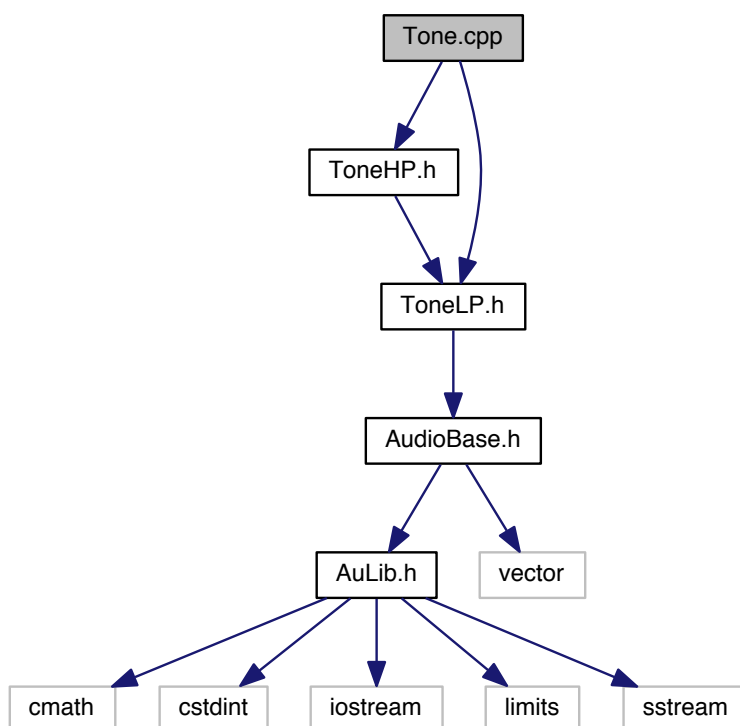 Tone.cpp
ToneHP.h
ToneLP.h
AudioBase.h
AuLib.h
vector
cmath
cstdint
iostream
limits
sstream